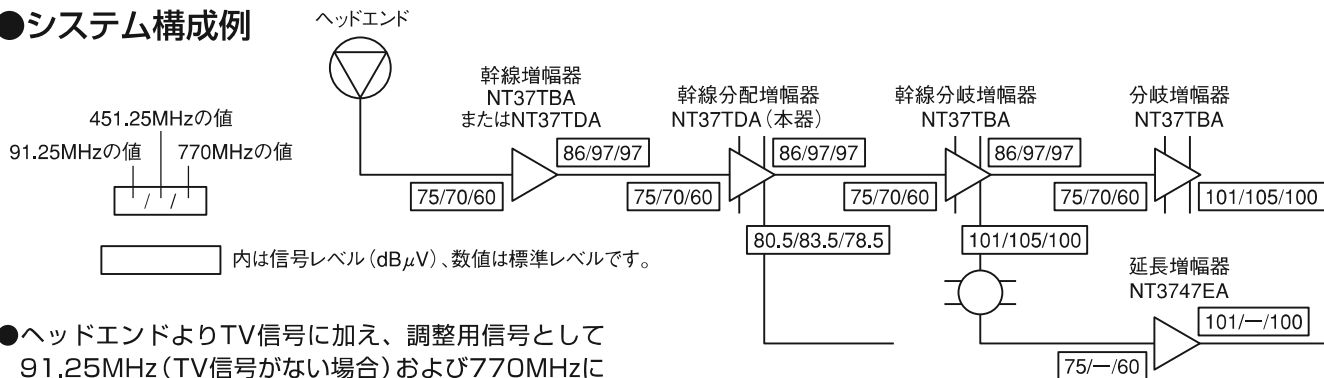 ●システム構成例
ヘッドエンド
451.25MHzの値
91.25MHzの値
770MHzの値
/ /
内は信号レベル(dBμV)、数値は標準レベルです。
幹線増幅器
NT37TBA
またはNT37TDA
幹線分配増幅器
NT37TDA(本器)
幹線分岐増幅器
NT37TBA
分岐増幅器
NT37TBA
86/97/97
86/97/97
86/97/97
75/70/60
75/70/60
75/70/60
75/70/60
101/105/100
80.5/83.5/78.5
101/105/100
延長増幅器
NT3747EA
101/ー/100
75/ー/60
●ヘッドエンドよりTV信号に加え、調整用信号として
91.25MHz(TV信号がない場合)および770MHzに